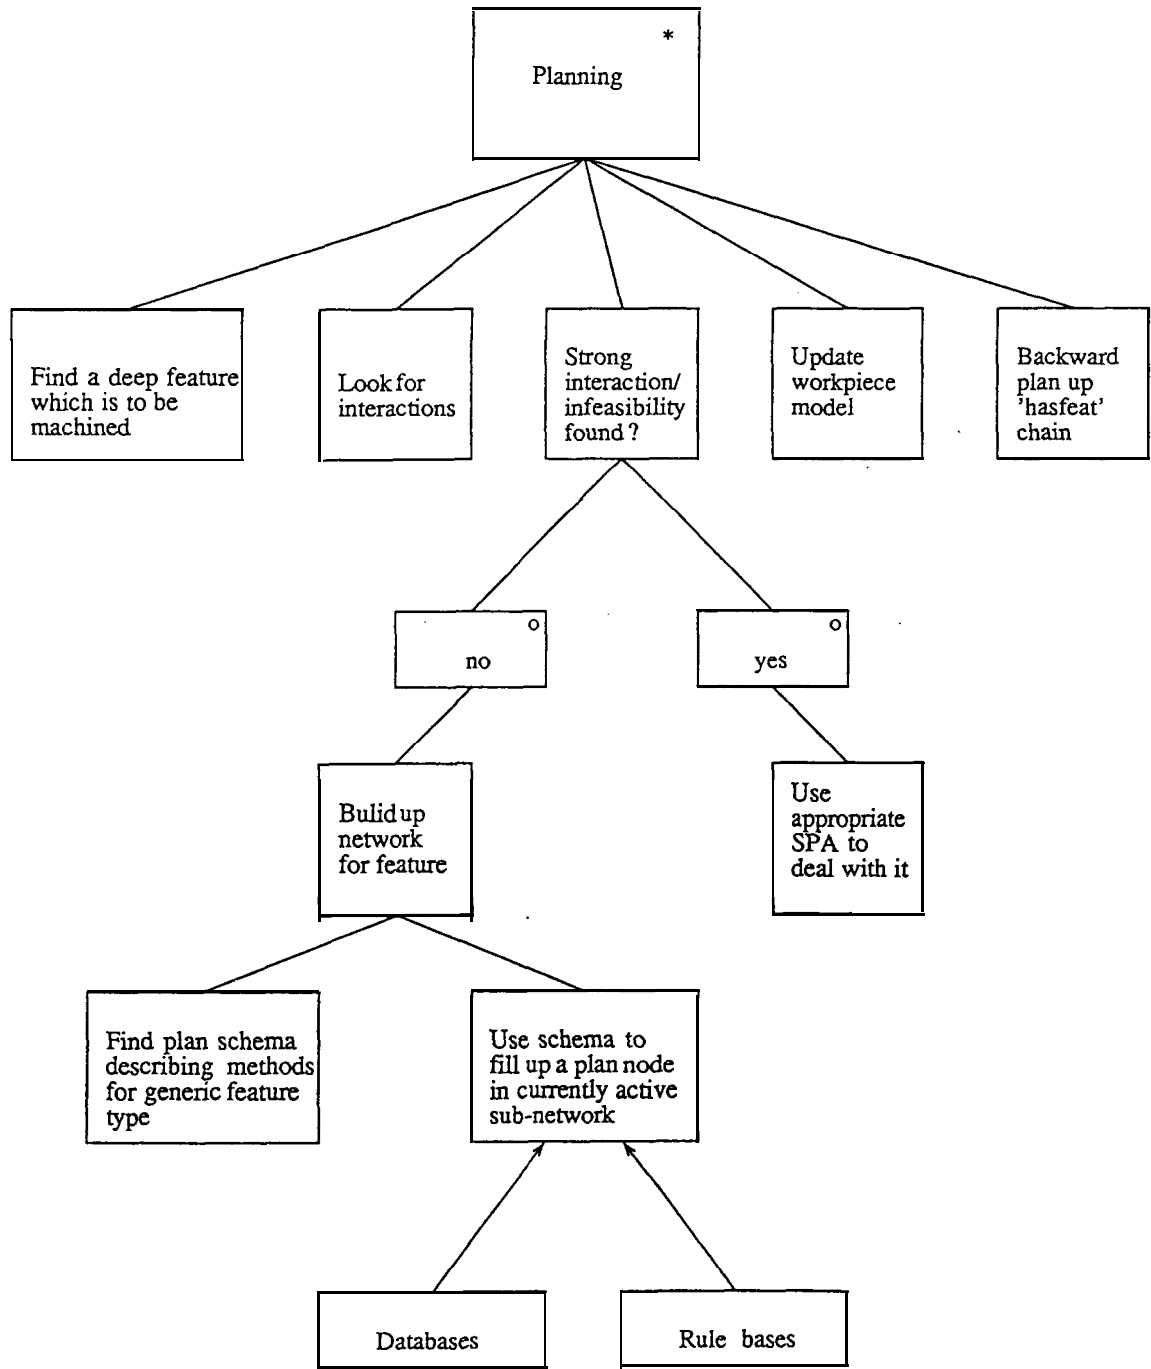 *
Planning
Find a deep feature
which is to be
machined
Look for
interactions
Strong
interaction/
infeasibility
found ?
Update
workpiece
model
Backward
plan up
'hasfeat'
chain
o
no
o
yes
Bulid up
network
for feature
Use
appropriate
SPA to
deal with it
Find plan schema
describing methods
for generic feature
type
Use schema to
fill up a plan node
in currently active
sub-network
Databases
Rule bases